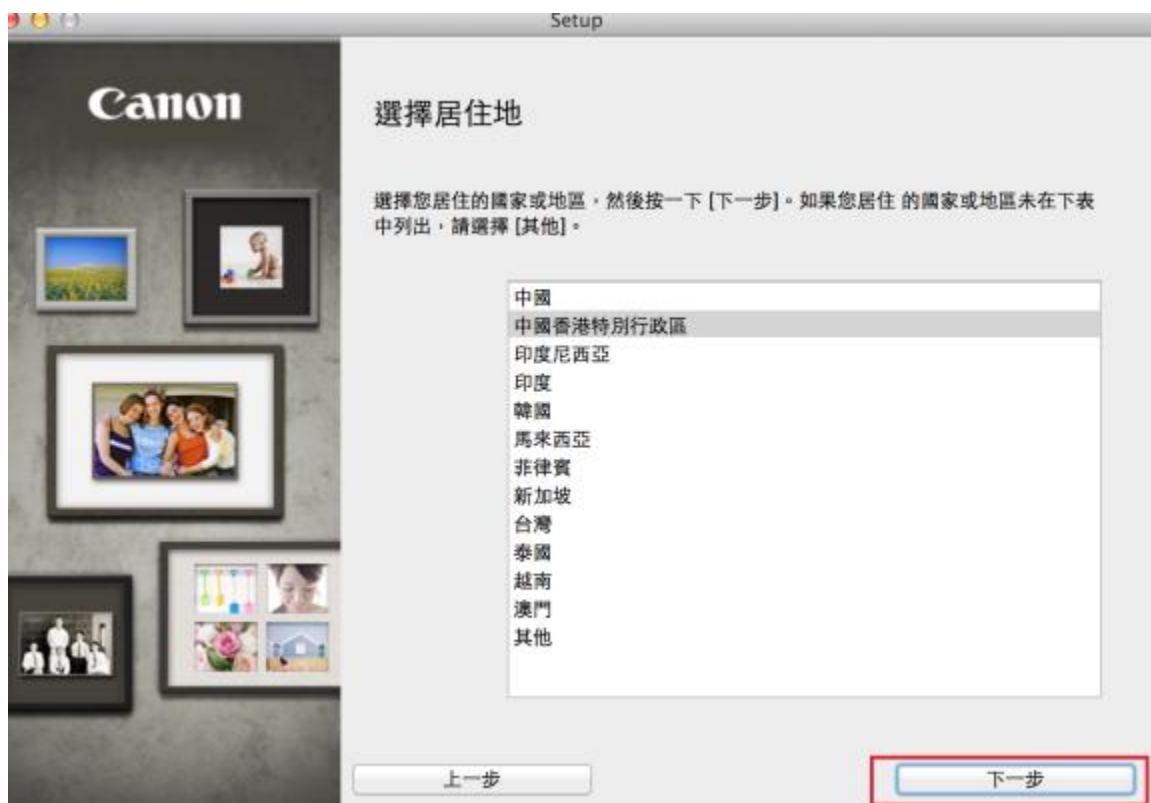 Setup
Canon
選擇居住地
選擇您居住的國家或地區，然後按一下 [下一步]。如果您居住 的國家或地區未在下表
中列出，請選擇 [其他]。
中國
中國香港特別行政區
印度尼西亞
印度
韓國
馬來西亞
菲律賓
新加坡
台灣
泰國
越南
澳門
其他
上一步
下一步